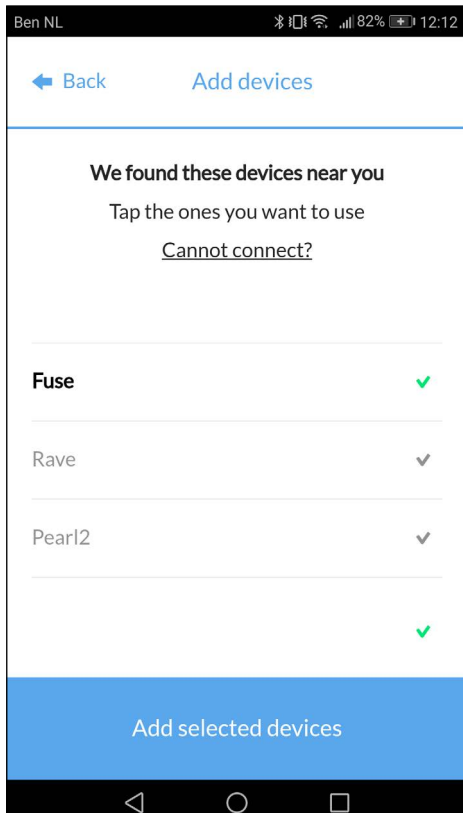 Ben NL 82% 12:12
Back Add devices
We found these devices near you
Tap the ones you want to use
Cannot connect?
Fuse
Rave
Pearl2
Add selected devices